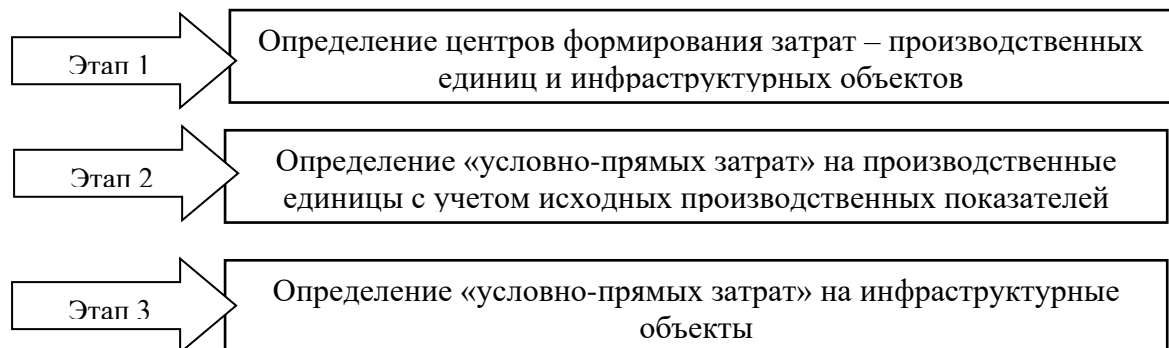 Этап 1
Определение центров формирования затрат – производственных
единиц и инфраструктурных объектов
Этап 2
Определение «условно-прямых затрат» на производственные
единицы с учетом исходных производственных показателей
Этап 3
Определение «условно-прямых затрат» на инфраструктурные
объекты